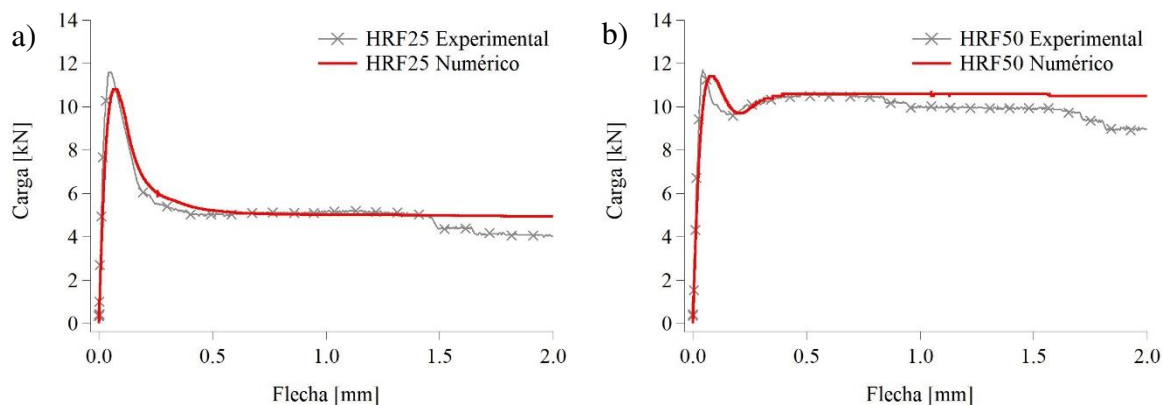 a)
14
12
10
8
6
4
2
0
Carga [kN]
HRF25 Experimental
HRF25 Numérico
0.0 0.5 1.0 1.5 2.0
Flecha [mm]
b)
14
12
10
8
6
4
2
0
Carga [kN]
HRF50 Experimental
HRF50 Numérico
0.0 0.5 1.0 1.5 2.0
Flecha [mm]